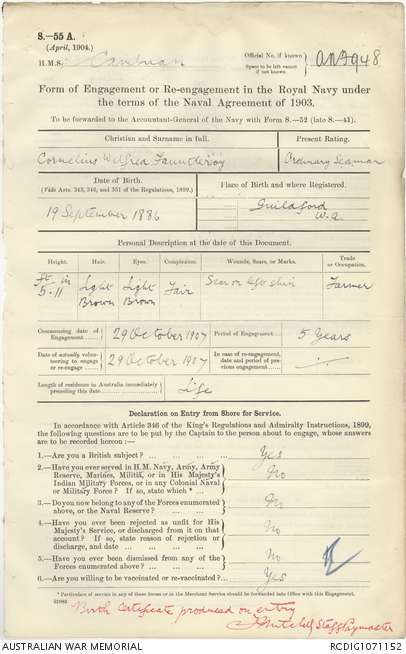 S.—55 A.
(April, 1904.)
H.M.S. Cambrian
Official No. if known
Space to be left vacant
if not known.
Form of Engagement or Re-engagement in the Royal Navy under
the terms of the Naval Agreement of 1903.
To be forwarded to the Accountant-General of the Navy with Form S.—52 (late S.—41).
Christian and Surname in full.
Present Rating.
Cornelius Wilfred Fauntleroy
Ordinary Seaman
Date of Birth.
(Vide Arts. 343, 346, and 351 of the Regulations, 1899.)
Place of Birth and where Registered.
19 September 1886
Guildford
W.A.
Personal Description at the date of this Document.
Height. Hair. Eyes. Complexion. Wounds, Scars, or Marks. Trade
or Occupation.
Ft in
5.11
Light
Brown
Light
Brown
Fair
Scar on left shin
Farmer
Commencing date of
Engagement
29 October 1907
Period of Engagement
5 Years
Date of actually volun-
teering to engage
or re-engage
29 October 1907
In case of re-engagement,
date and period of pre-
vious engagement
Length of residence in Australia immediately
preceding this date
Life
Declaration on Entry from Shore for Service.
In accordance with Article 346 of the King's Regulations and Admiralty Instructions, 1899,
the following questions are to be put by the Captain to the person about to engage, whose answers
are to be recorded hereon :—
1.—Are you a British subject? Yes
2.—Have you ever served in H.M. Navy, Army, Army
Reserve, Marines, Militia, or in His Majesty's
Indian Military Forces, or in any Colonial Naval
or Military Force? If so, state which * ...
No
3.—Do you now belong to any of the Forces enumerated
above, or the Naval Reserve?
No
4.—Have you ever been rejected as unfit for His
Majesty's Service, or discharged from it on that
account? If so, state reason of rejection or
discharge, and date
No
5.—Have you ever been dismissed from any of the
Forces enumerated above?
No
6.—Are you willing to be vaccinated or re-vaccinated?
Yes
* Particulars of service in any of these forces or in the Merchant Service should be forwarded into Office with this Engagement.
Birth Certificate produced on entry
Staff Paymaster
AUSTRALIAN WAR MEMORIAL
RCDIG1071152